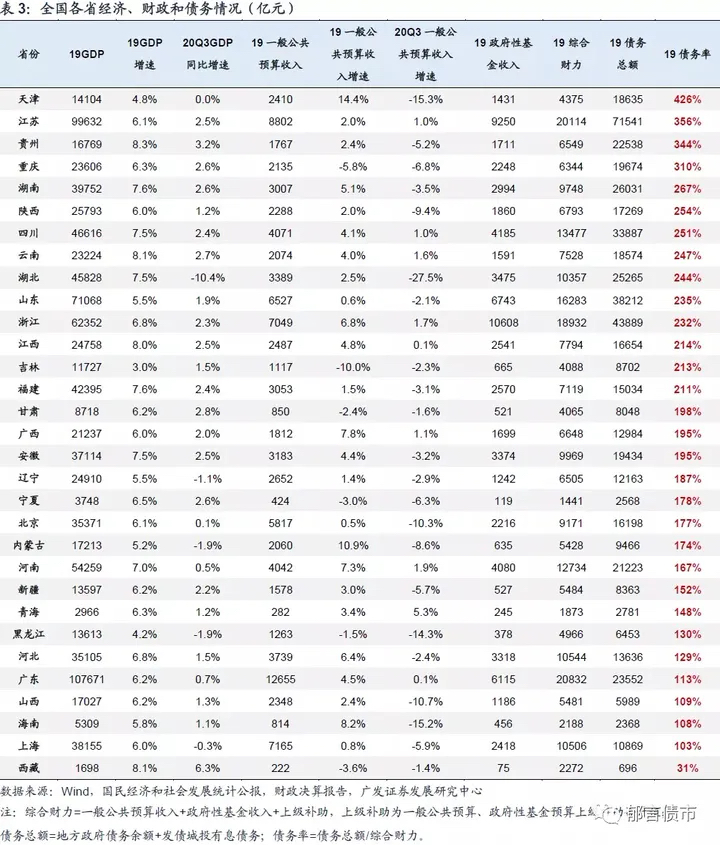 表 3：全国各省经济、财政和债务情况（亿元）
省份 19GDP 19GDP增速 20Q3GDP同比增速 19 一般公共预算收入 19 一般公共预算收入增速 20Q3 一般公共预算收入增速 19 政府性基金收入 19 综合财力 19 债务总额 19 债务率
天津 14104 4.8% 0.0% 2410 14.4% -15.3% 1431 4375 18635 426%
江苏 99632 6.1% 2.5% 8802 2.0% 1.0% 9250 20114 71541 356%
贵州 16769 8.3% 3.2% 1767 2.4% -5.2% 1711 6549 22538 344%
重庆 23606 6.3% 2.6% 2135 -5.8% -6.8% 2248 6344 19674 310%
湖南 39752 7.6% 2.6% 3007 5.1% -3.5% 2994 9748 26031 267%
陕西 25793 6.0% 1.2% 2288 2.0% -9.4% 1860 6793 17269 254%
四川 46616 7.5% 2.4% 4071 4.1% 1.0% 4185 13477 33887 251%
云南 23224 8.1% 2.7% 2074 4.0% 1.6% 1591 7528 18574 247%
湖北 45828 7.5% -10.4% 3389 2.5% -27.5% 3475 10357 25265 244%
山东 71068 5.5% 1.9% 6527 0.6% -2.1% 6743 16283 38212 235%
浙江 62352 6.8% 2.3% 7049 6.8% 1.7% 10608 18932 43889 232%
江西 24758 8.0% 2.5% 2487 4.8% 0.1% 2541 7794 16654 214%
吉林 11727 3.0% 1.5% 1117 -10.0% -2.3% 665 4088 8702 213%
福建 42395 7.6% 2.4% 3053 1.5% -3.1% 2570 7119 15034 211%
甘肃 8718 6.2% 2.8% 850 -2.4% -1.6% 521 4065 8048 198%
广西 21237 6.0% 2.0% 1812 7.8% 1.1% 1699 6648 12984 195%
安徽 37114 7.5% 2.5% 3183 4.4% -3.2% 3374 9969 19434 195%
辽宁 24910 5.5% -1.1% 2652 1.4% -2.9% 1242 6505 12163 187%
宁夏 3748 6.5% 2.6% 424 -3.0% -6.3% 119 1441 2568 178%
北京 35371 6.1% 0.1% 5817 0.5% -10.3% 2216 9171 16198 177%
内蒙古 17213 5.2% -1.9% 2060 10.9% -8.6% 635 5428 9466 174%
河南 54259 7.0% 0.5% 4042 7.3% 1.9% 4080 12734 21223 167%
新疆 13597 6.2% 2.2% 1578 3.0% -5.7% 527 5484 8363 152%
青海 2966 6.3% 1.2% 282 3.4% 5.3% 245 1873 2781 148%
黑龙江 13613 4.2% -1.9% 1263 -1.5% -14.3% 378 4966 6453 130%
河北 35105 6.8% 1.5% 3739 6.4% -2.4% 3318 10544 13636 129%
广东 107671 6.2% 0.7% 12655 4.5% 0.1% 6115 20832 23552 113%
山西 17027 6.2% 1.3% 2348 2.4% -10.7% 1186 5481 5989 109%
海南 5309 5.8% 1.1% 814 8.2% -15.2% 456 2188 2368 108%
上海 38155 6.0% -0.3% 7165 0.8% -5.9% 2418 10506 10869 103%
西藏 1698 8.1% 6.3% 222 -3.6% -1.4% 75 2272 696 31%
数据来源：Wind，国民经济和社会发展统计公报，财政决算报告，广发证券发展研究中心
注：综合财力=一般公共预算收入+政府性基金收入+上级补助，上级补助为一般公共预算、政府性基金预算上级
郁言债市
债务总额=地方政府债务余额+发债城投有息债务；债务率=债务总额/综合财力。